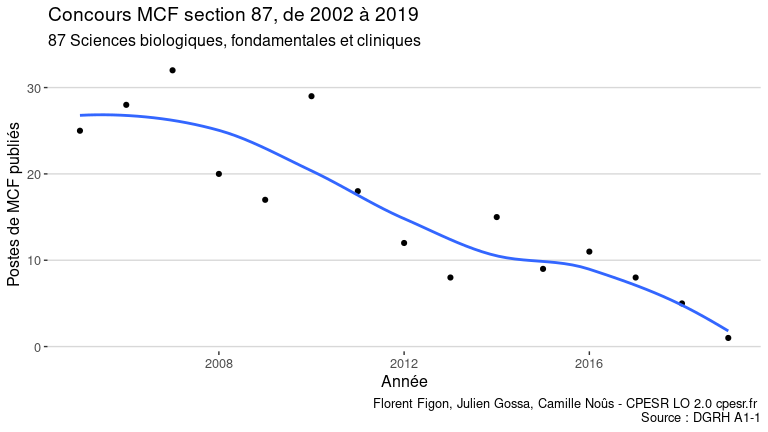 Concours MCF section 87, de 2002 à 2019
87 Sciences biologiques, fondamentales et cliniques
Postes de MCF publiés
30
20
10
0
2008 2012 2016
Année
Florent Figon, Julien Gossa, Camille Noûs - CPESR LO 2.0 cpesr.fr
Source : DGRH A1-1